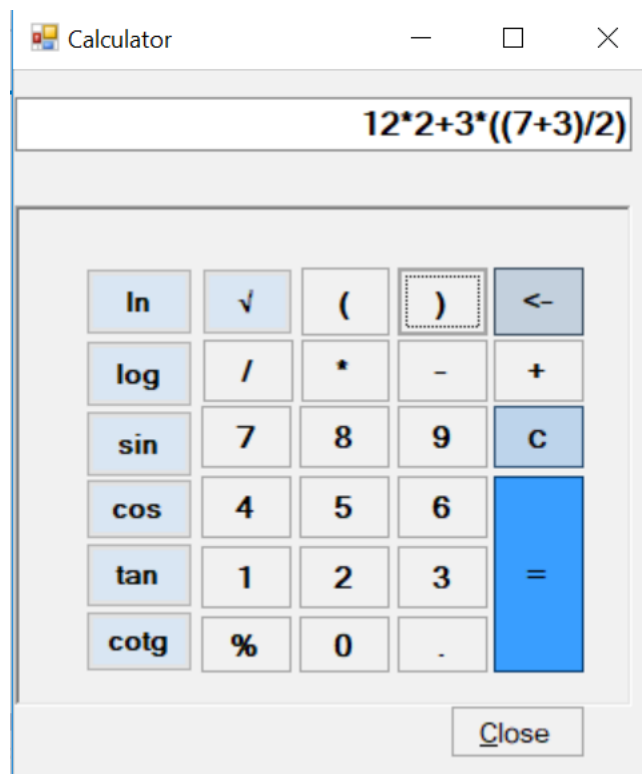 Calculator
12*2+3*((7+3)/2)
ln √ ( ) <-
log / * - +
sin 7 8 9 C
cos 4 5 6
tan 1 2 3 =
cotg % 0 .
Close